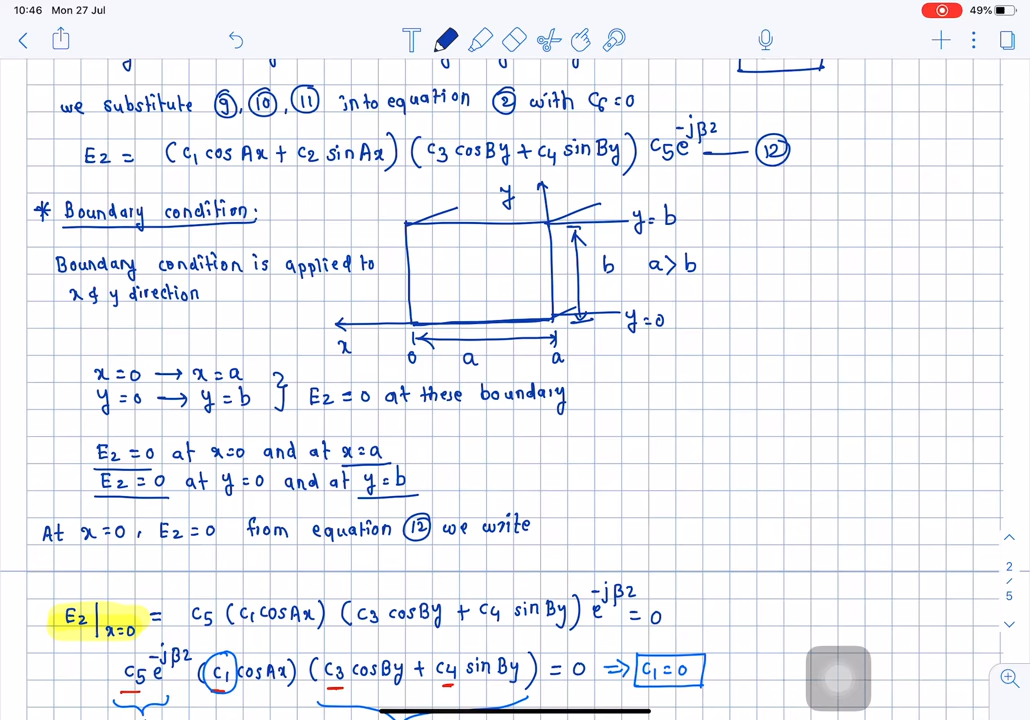 10:46 Mon 27 Jul
49%
we substitute ⑨, ⑩, ⑪ into equation ② with C6=0
Ez = (c1 cos Ax + c2 sin Ax) (c3 cos By + c4 sin By) c5 e^-jβz — ⑫
* Boundary condition:
y
y = b
Boundary condition is applied to
b a > b
x & y direction
y=0
x
0 a a
x=0 → x=a
y=0 → y=b } Ez = 0 at these boundary
Ez = 0 at x=0 and at x=a
Ez = 0 at y=0 and at y=b
At x=0, Ez=0 from equation ⑫ we write
2
/
5
Ez|x=0 = c5 (c1 cos Ax) (c3 cos By + c4 sin By) e^-jβz = 0
c5 e^-jβz (c1 cos Ax) (c3 cos By + c4 sin By) = 0 ⇒ c1 = 0